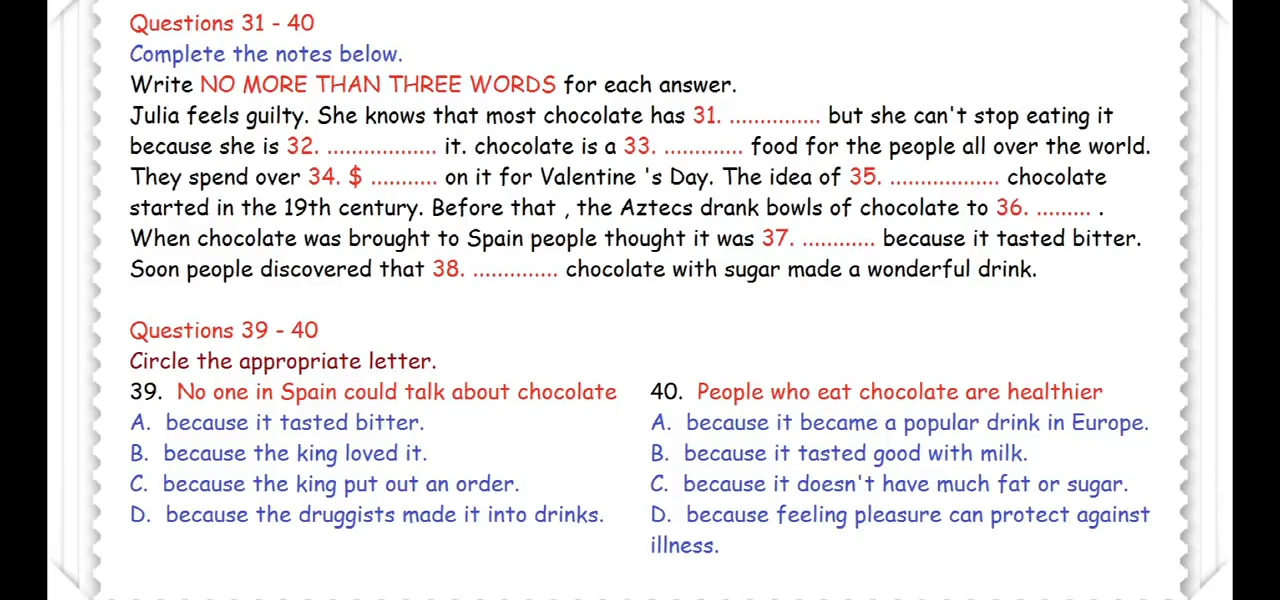 Questions 31 - 40
Complete the notes below.
Write NO MORE THAN THREE WORDS for each answer.
Julia feels guilty. She knows that most chocolate has 31. ............... but she can't stop eating it
because she is 32. .................. it. chocolate is a 33. ............. food for the people all over the world.
They spend over 34. $ ........... on it for Valentine 's Day. The idea of 35. .................. chocolate
started in the 19th century. Before that , the Aztecs drank bowls of chocolate to 36. ......... .
When chocolate was brought to Spain people thought it was 37. ............ because it tasted bitter.
Soon people discovered that 38. .............. chocolate with sugar made a wonderful drink.
Questions 39 - 40
Circle the appropriate letter.
39. No one in Spain could talk about chocolate
A. because it tasted bitter.
B. because the king loved it.
C. because the king put out an order.
D. because the druggists made it into drinks.
40. People who eat chocolate are healthier
A. because it became a popular drink in Europe.
B. because it tasted good with milk.
C. because it doesn't have much fat or sugar.
D. because feeling pleasure can protect against
illness.